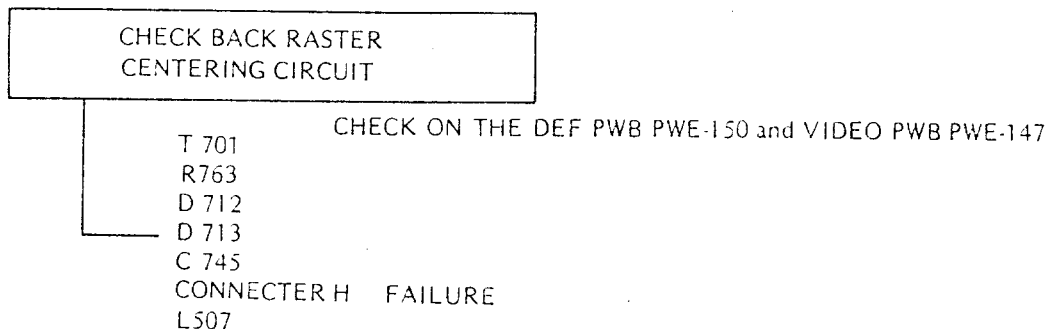 CHECK BACK RASTER
CENTERING CIRCUIT
CHECK ON THE DEF PWB PWE-150 and VIDEO PWB PWE-147
T 701
R763
D 712
D 713
C 745
CONNECTER H FAILURE
L507